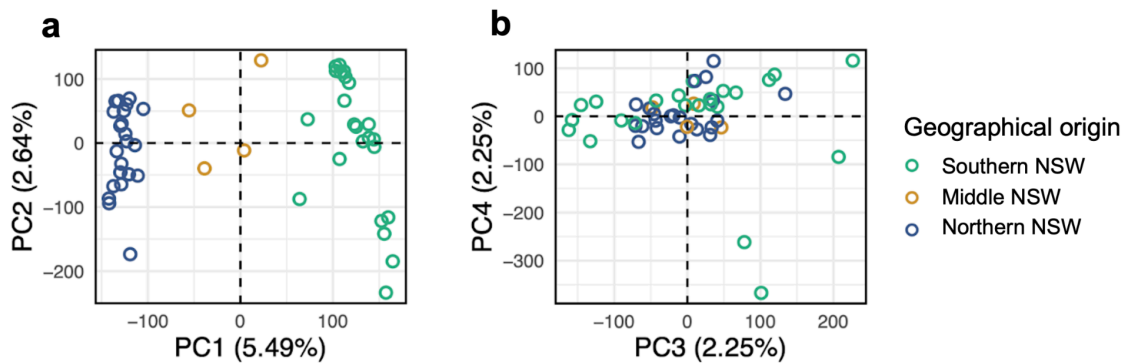 a
b
100
0
−100
−200
PC2 (2.64%)
−100
0
100
PC1 (5.49%)
100
0
−100
−200
−300
PC4 (2.25%)
−100
0
100
200
PC3 (2.25%)
Geographical origin
Southern NSW
Middle NSW
Northern NSW